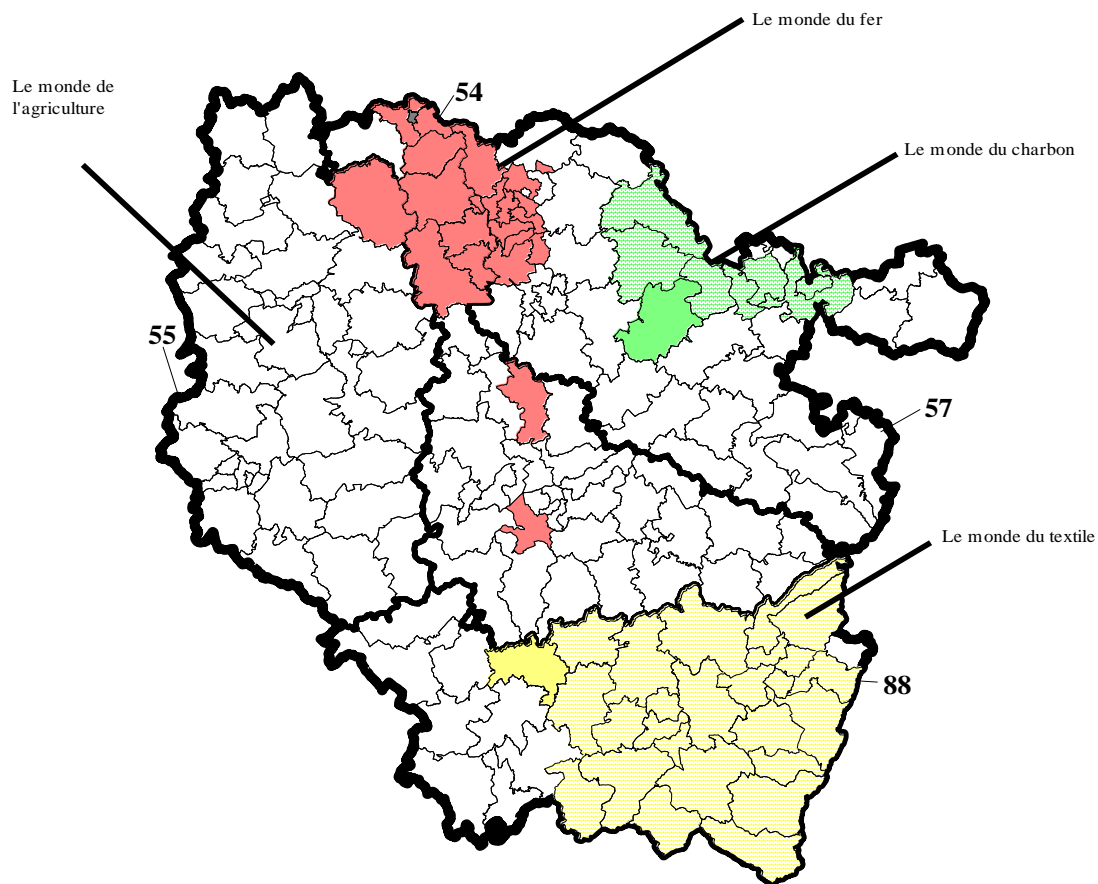 Le monde du fer
Le monde de
l'agriculture
54
Le monde du charbon
55
57
Le monde du textile
88